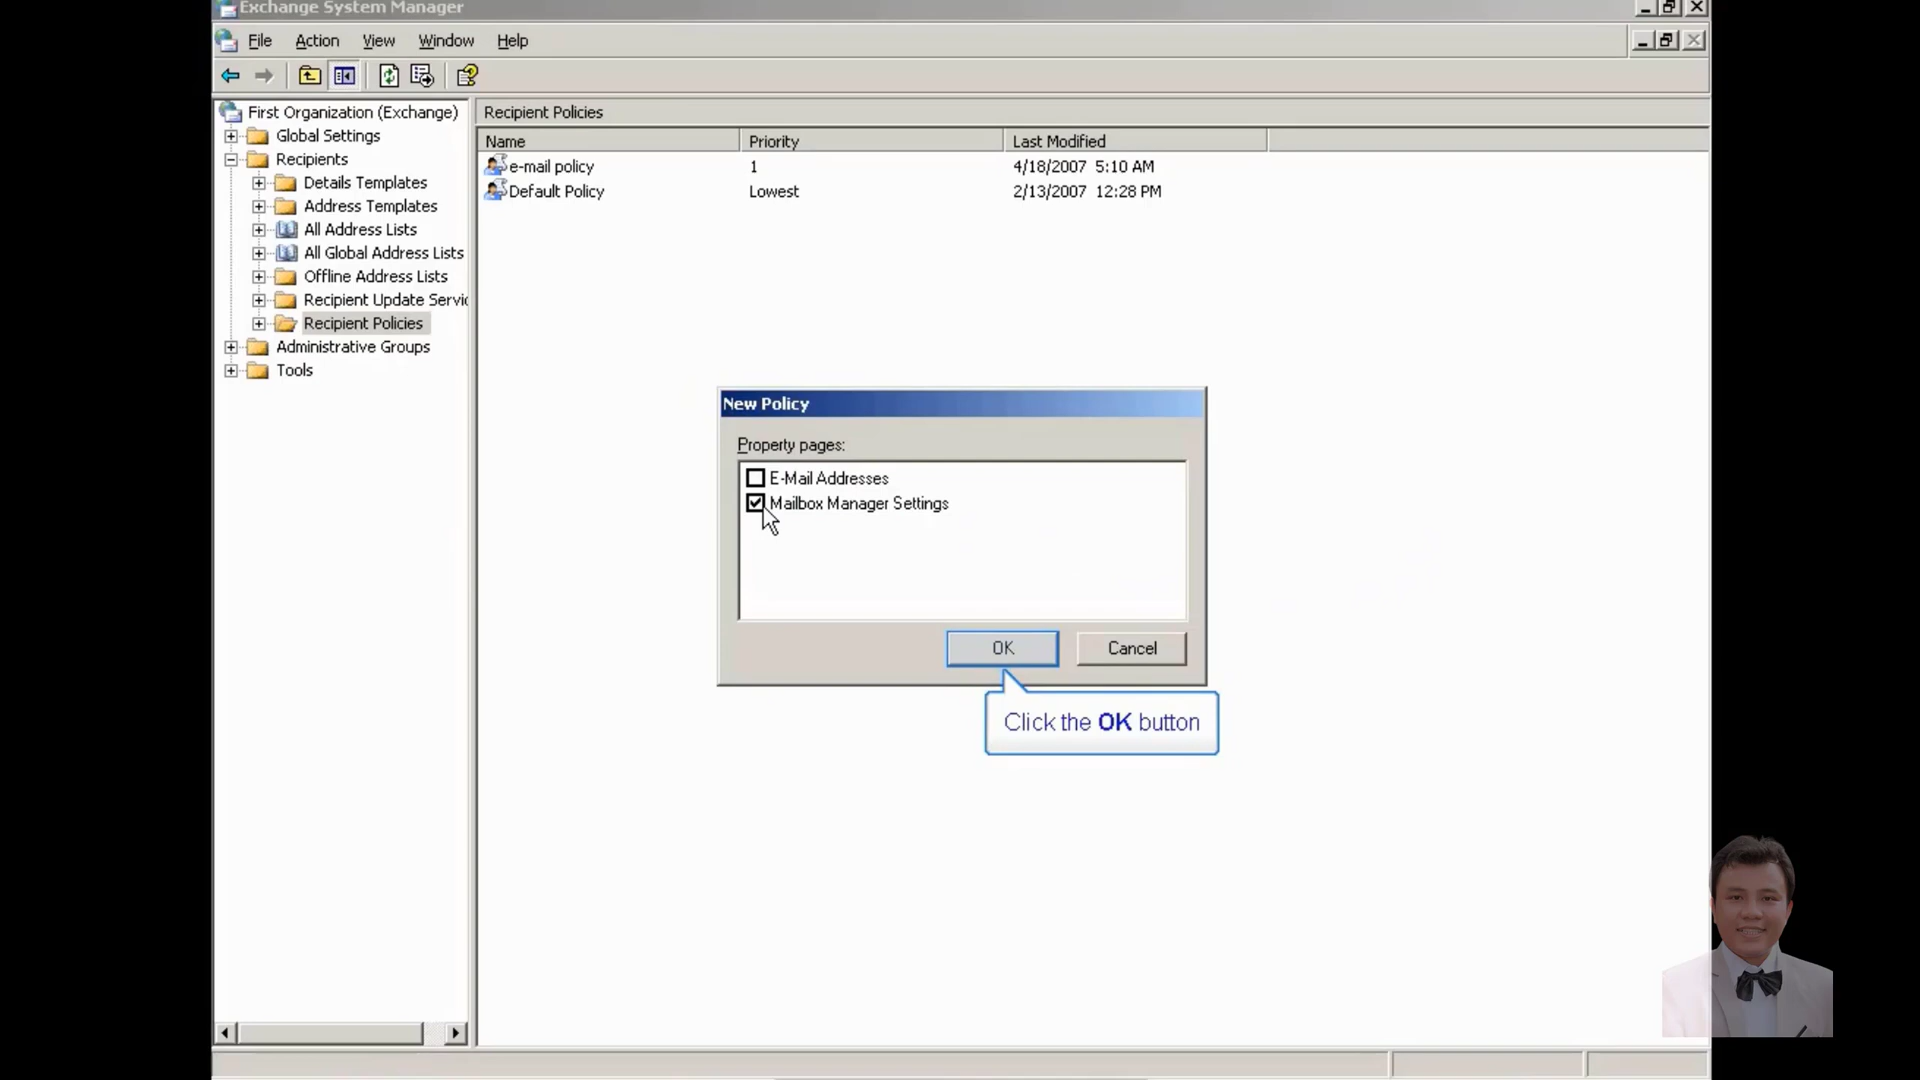 Exchange System Manager
File Action View Window Help
First Organization (Exchange)
Global Settings
Recipients
Details Templates
Address Templates
All Address Lists
All Global Address Lists
Offline Address Lists
Recipient Update Servic
Recipient Policies
Administrative Groups
Tools
Recipient Policies
Name Priority Last Modified
e-mail policy 1 4/18/2007 5:10 AM
Default Policy Lowest 2/13/2007 12:28 PM
New Policy
Property pages:
E-Mail Addresses
Mailbox Manager Settings
OK Cancel
Click the OK button